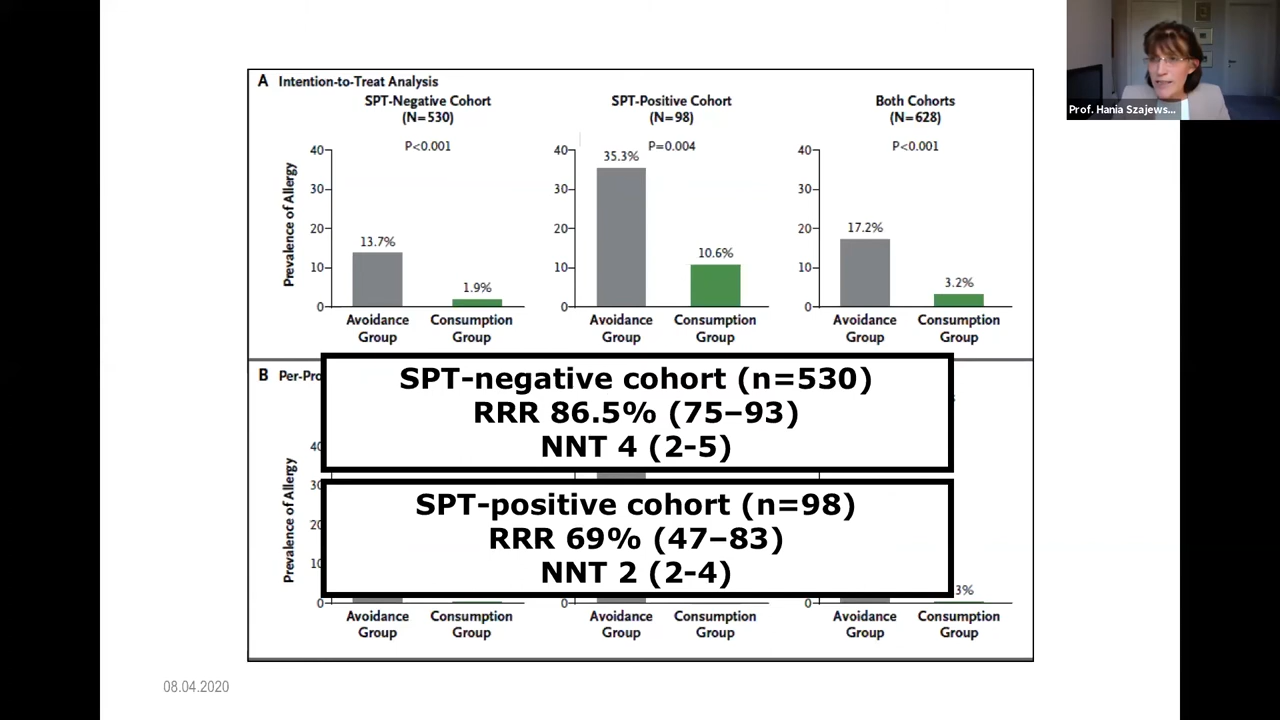 Prof. Hania Szajews...
A Intention-to-Treat Analysis
SPT-Negative Cohort
(N=530)
P<0.001
40
30
20
10
0
Prevalence of Allergy
13.7%
1.9%
Avoidance
Group
Consumption
Group
SPT-Positive Cohort
(N=98)
P=0.004
40
30
20
10
0
35.3%
10.6%
Avoidance
Group
Consumption
Group
Both Cohorts
(N=628)
P<0.001
40
30
20
10
0
17.2%
3.2%
Avoidance
Group
Consumption
Group
B Per-Pro
SPT-negative cohort (n=530)
RRR 86.5% (75–93)
NNT 4 (2-5)
SPT-positive cohort (n=98)
RRR 69% (47–83)
NNT 2 (2-4)
Prevalence of Allergy
40
30
20
10
0
Avoidance
Group
Consumption
Group
0
Avoidance
Group
Consumption
Group
0
3%
Avoidance
Group
Consumption
Group
08.04.2020